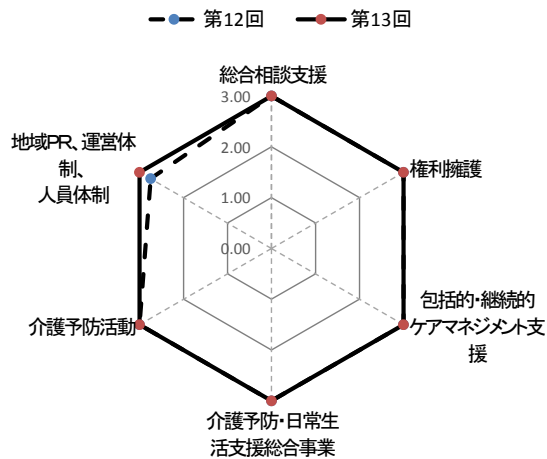 第12回 第13回
総合相談支援
3.00
2.00
1.00
0.00
権利擁護
包括的・継続的
ケアマネジメント支
援
介護予防・日常生
活支援総合事業
介護予防活動
地域PR、運営体
制、
人員体制